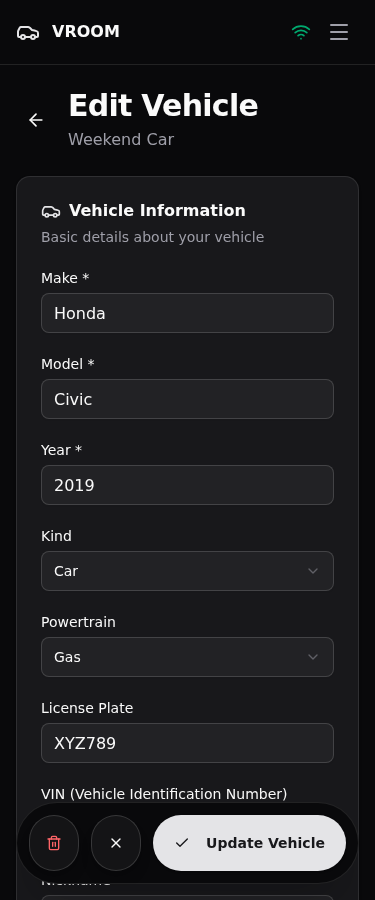 VROOM
Edit Vehicle
Weekend Car
Vehicle Information
Basic details about your vehicle
Make *
Honda
Model *
Civic
Year *
2019
Kind
Car
Powertrain
Gas
License Plate
XYZ789
VIN (Vehicle Identification Number)
Update Vehicle
Nickname